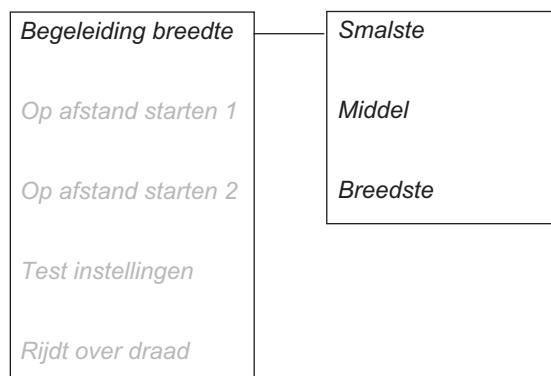 Begeleiding breedte
Op afstand starten 1
Op afstand starten 2
Test instellingen
Rijdt over draad
Smalste
Middel
Breedste